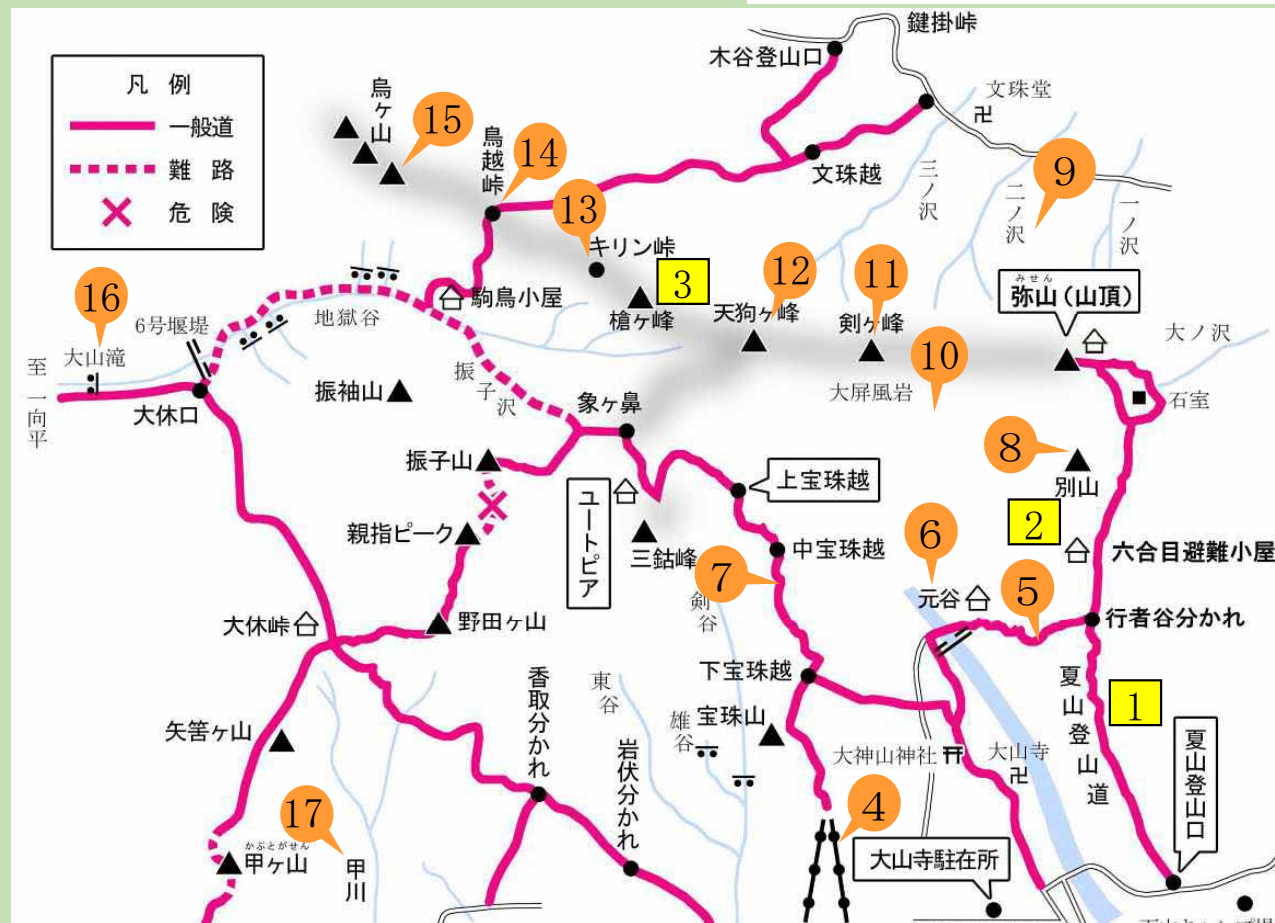 凡例
一般道
難路
危険
烏ヶ山
15
鳥越峠
14
木谷登山口
鍵掛峠
文珠堂
文珠越
三ノ沢
二ノ沢
一ノ沢
9
13
キリン峠
3
槍ヶ峰
12
天狗ヶ峰
11
剣ヶ峰
10
大屏風岩
みせん
弥山(山頂)
大ノ沢
石室
16
大山滝
6号堰堤
地獄谷
駒鳥小屋
至一向平
大休口
振袖山
振子沢
象ヶ鼻
振子山
ユートピア
上宝珠越
8
別山
2
六合目避難小屋
親指ピーク
三鈷峰
中宝珠越
7
6
元谷
5
行者谷分かれ
大休峠
野田ヶ山
剣谷
下宝珠越
夏山登山道
1
夏山登山口
矢筈ヶ山
香取分かれ
岩伏分かれ
東谷
雄谷
宝珠山
大神山神社
大山寺
4
大山寺駐在所
17
かぶとがせん
甲ヶ山
甲川